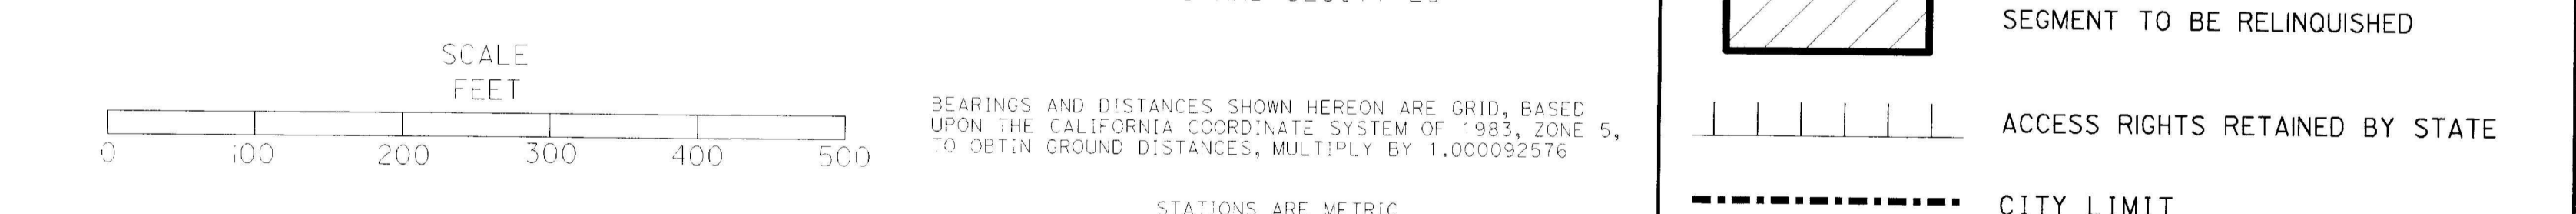 SCALE
FEET
0 100 200 300 400 500
BEARINGS AND DISTANCES SHOWN HEREON ARE GRID, BASED
UPON THE CALIFORNIA COORDINATE SYSTEM OF 1983, ZONE 5,
TO OBTIN GROUND DISTANCES, MULTIPLY BY 1.000092576
STATIONS ARE METRIC
SEGMENT TO BE RELINQUISHED
ACCESS RIGHTS RETAINED BY STATE
CITY LIMIT